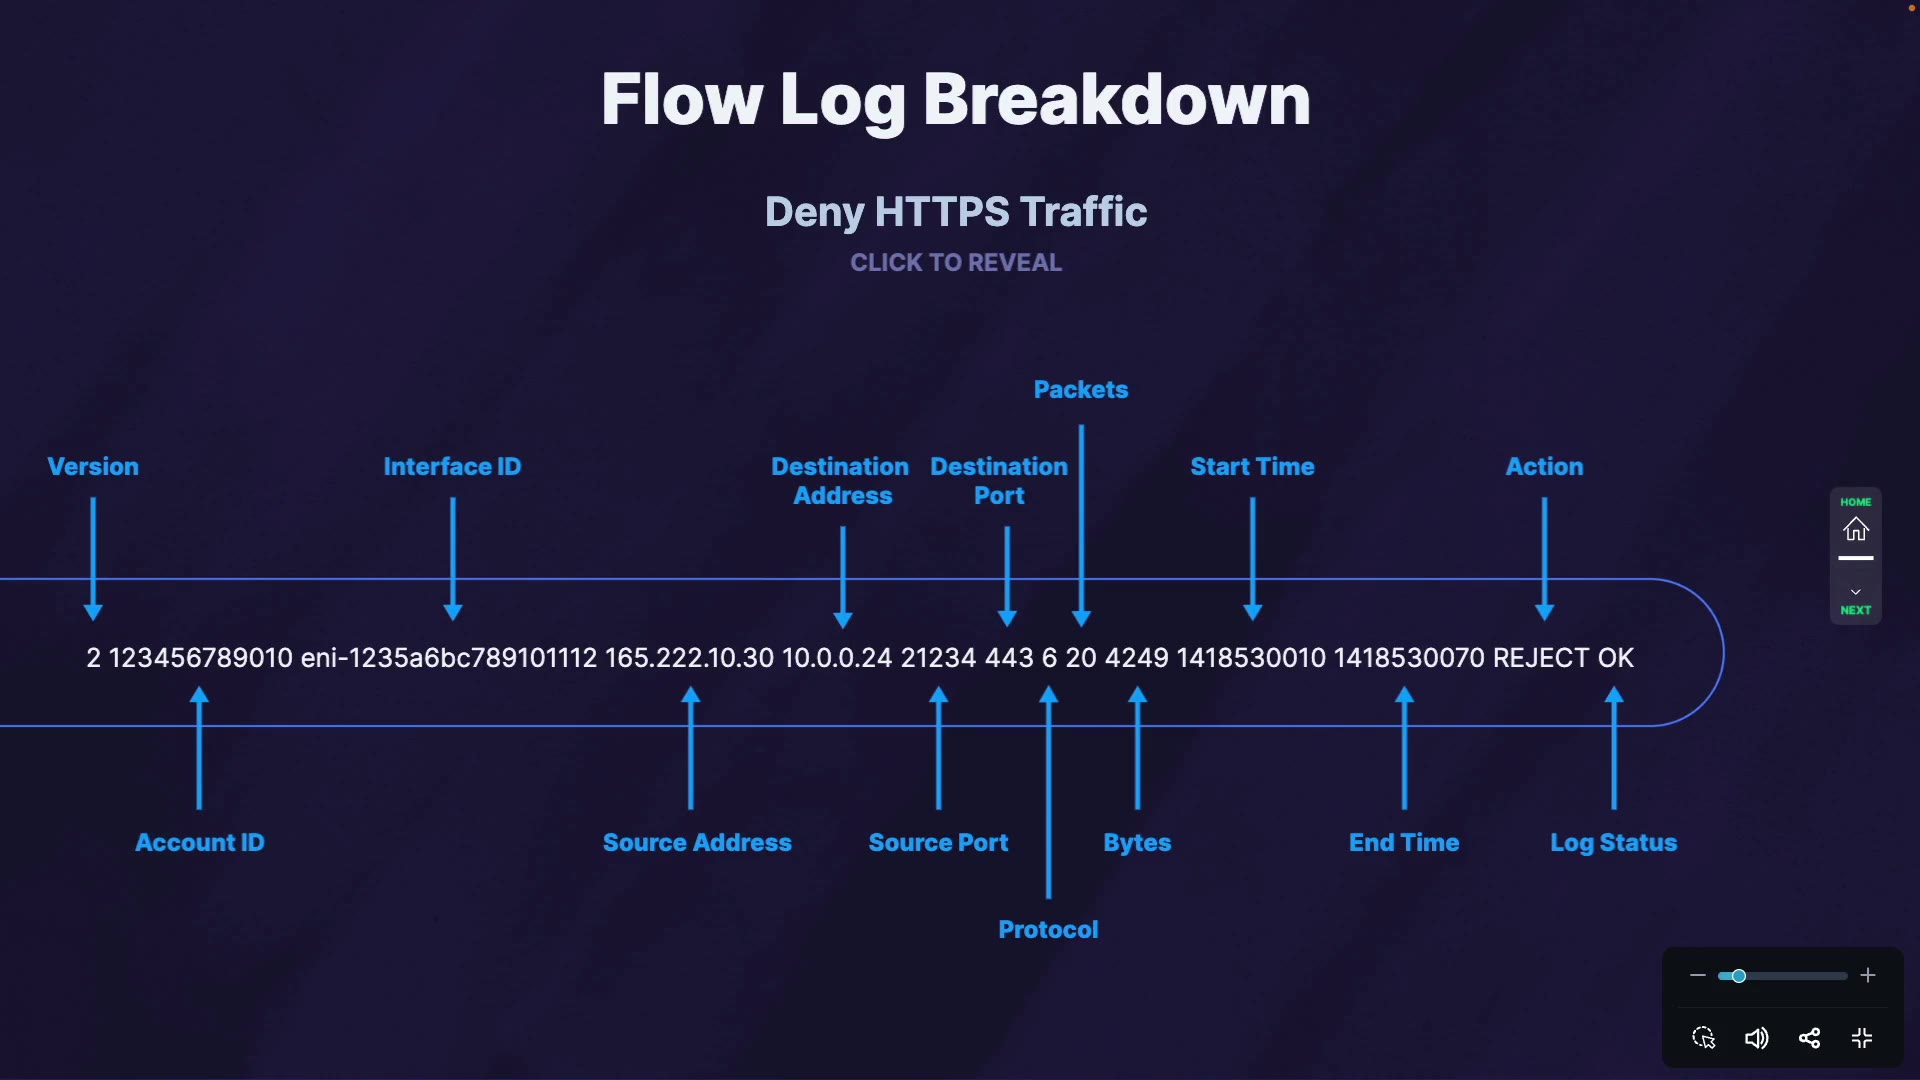 Flow Log Breakdown
Deny HTTPS Traffic
CLICK TO REVEAL
Packets
Version
Interface ID
Destination
Address
Destination
Port
Start Time
Action
2 123456789010 eni-1235a6bc789101112 165.222.10.30 10.0.0.24 21234 443 6 20 4249 1418530010 1418530070 REJECT OK
Account ID
Source Address
Source Port
Bytes
End Time
Log Status
Protocol
HOME
NEXT